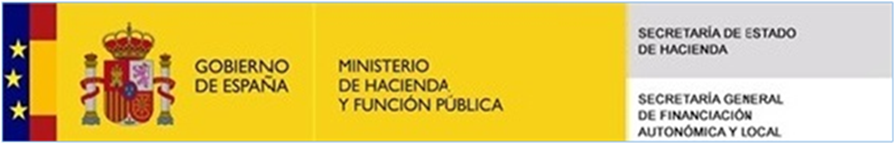 GOBIERNO
DE ESPAÑA
MINISTERIO
DE HACIENDA
Y FUNCIÓN PÚBLICA
SECRETARÍA DE ESTADO
DE HACIENDA
SECRETARÍA GENERAL
DE FINANCIACIÓN
AUTONÓMICA Y LOCAL